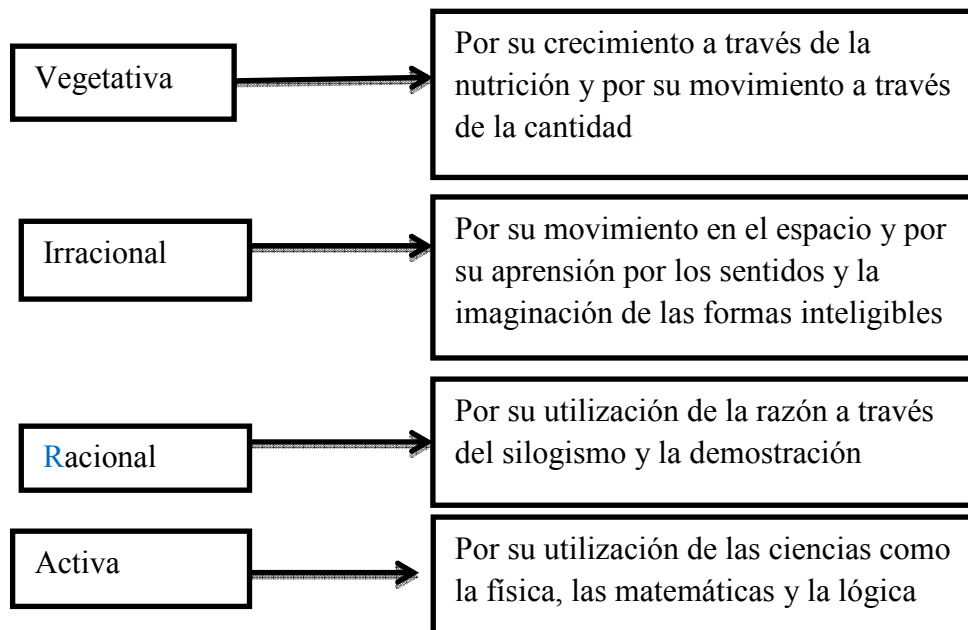 Vegetativa
Por su crecimiento a través de la
nutrición y por su movimiento a través
de la cantidad
Irracional
Por su movimiento en el espacio y por
su aprensión por los sentidos y la
imaginación de las formas inteligibles
Racional
Por su utilización de la razón a través
del silogismo y la demostración
Activa
Por su utilización de las ciencias como
la física, las matemáticas y la lógica